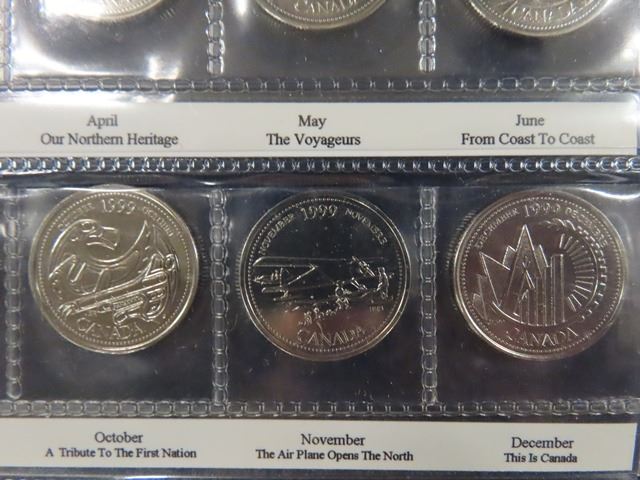 CANADA
April
Our Northern Heritage
May
The Voyageurs
June
From Coast To Coast
1999
CANADA
NOVEMBER 1999 NOVEMBRE
CANADA
DECEMBER 1999 DÉCEMBRE
CANADA
October
A Tribute To The First Nation
November
The Air Plane Opens The North
December
This Is Canada